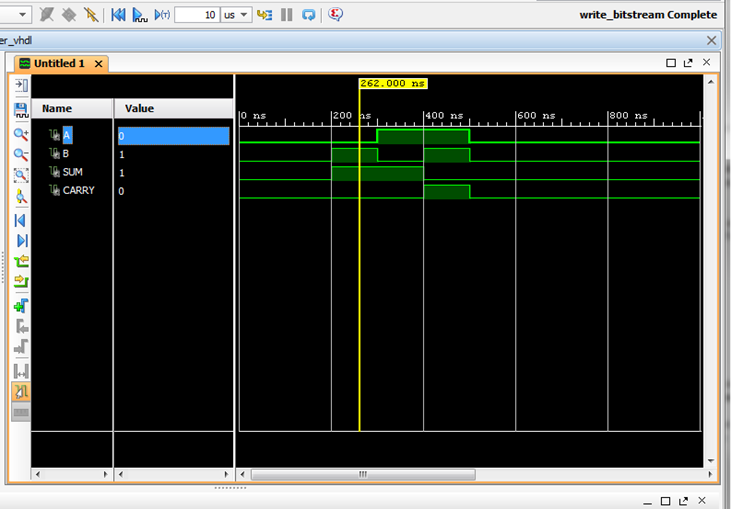 10 us write_bitstream Complete
er_vhdl
Untitled 1
262.000 ns
Name Value
0 ns 200 ns 400 ns 600 ns 800 ns
A 0
B 1
SUM 1
CARRY 0